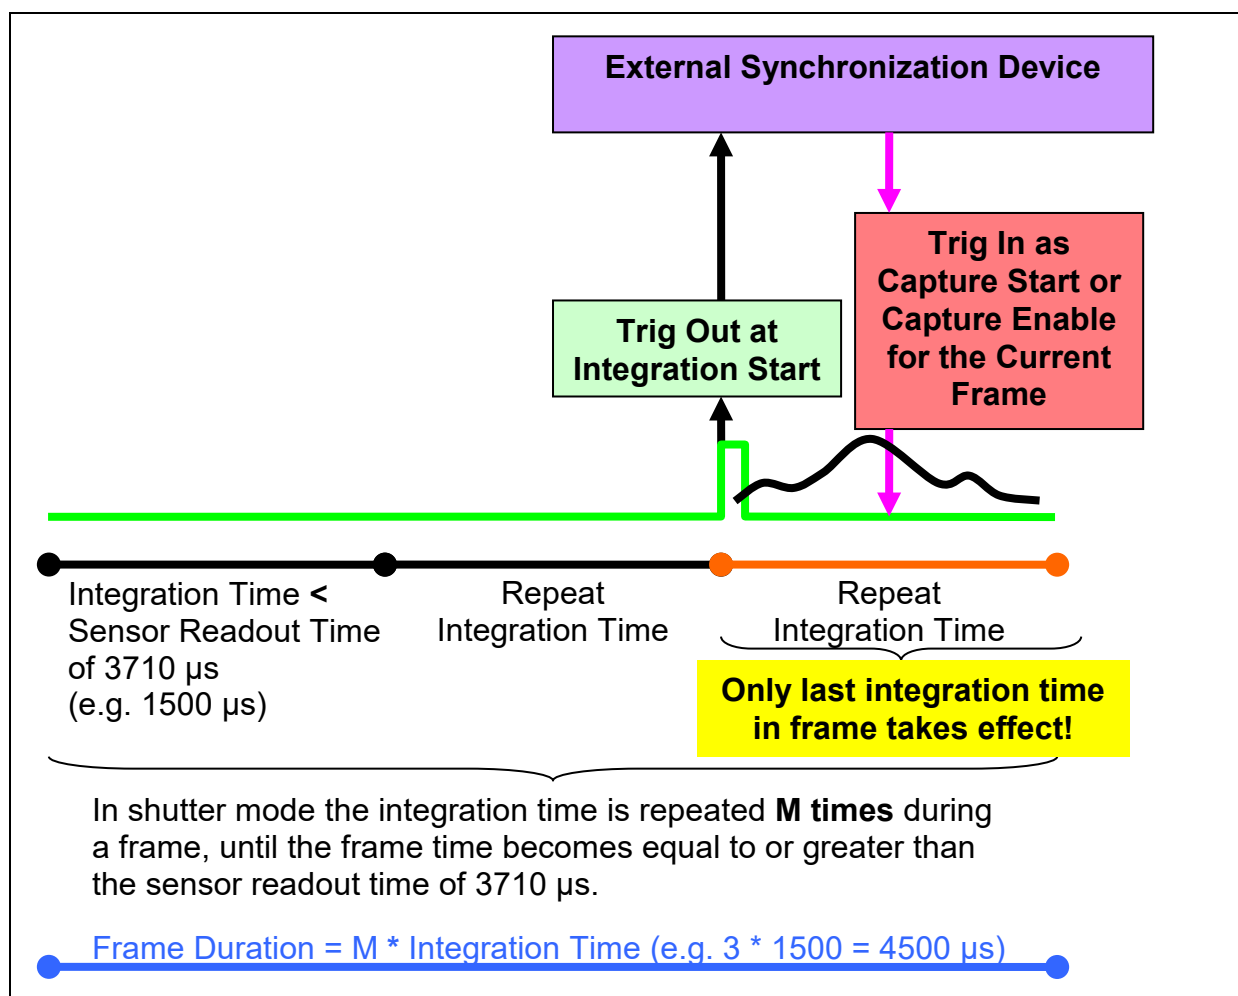 External Synchronization Device
Trig In as
Capture Start or
Capture Enable
for the Current
Frame
Trig Out at
Integration Start
Integration Time <
Sensor Readout Time
of 3710 µs
(e.g. 1500 µs)
Repeat
Integration Time
Repeat
Integration Time
Only last integration time
in frame takes effect!
In shutter mode the integration time is repeated M times during
a frame, until the frame time becomes equal to or greater than
the sensor readout time of 3710 µs.
Frame Duration = M * Integration Time (e.g. 3 * 1500 = 4500 µs)